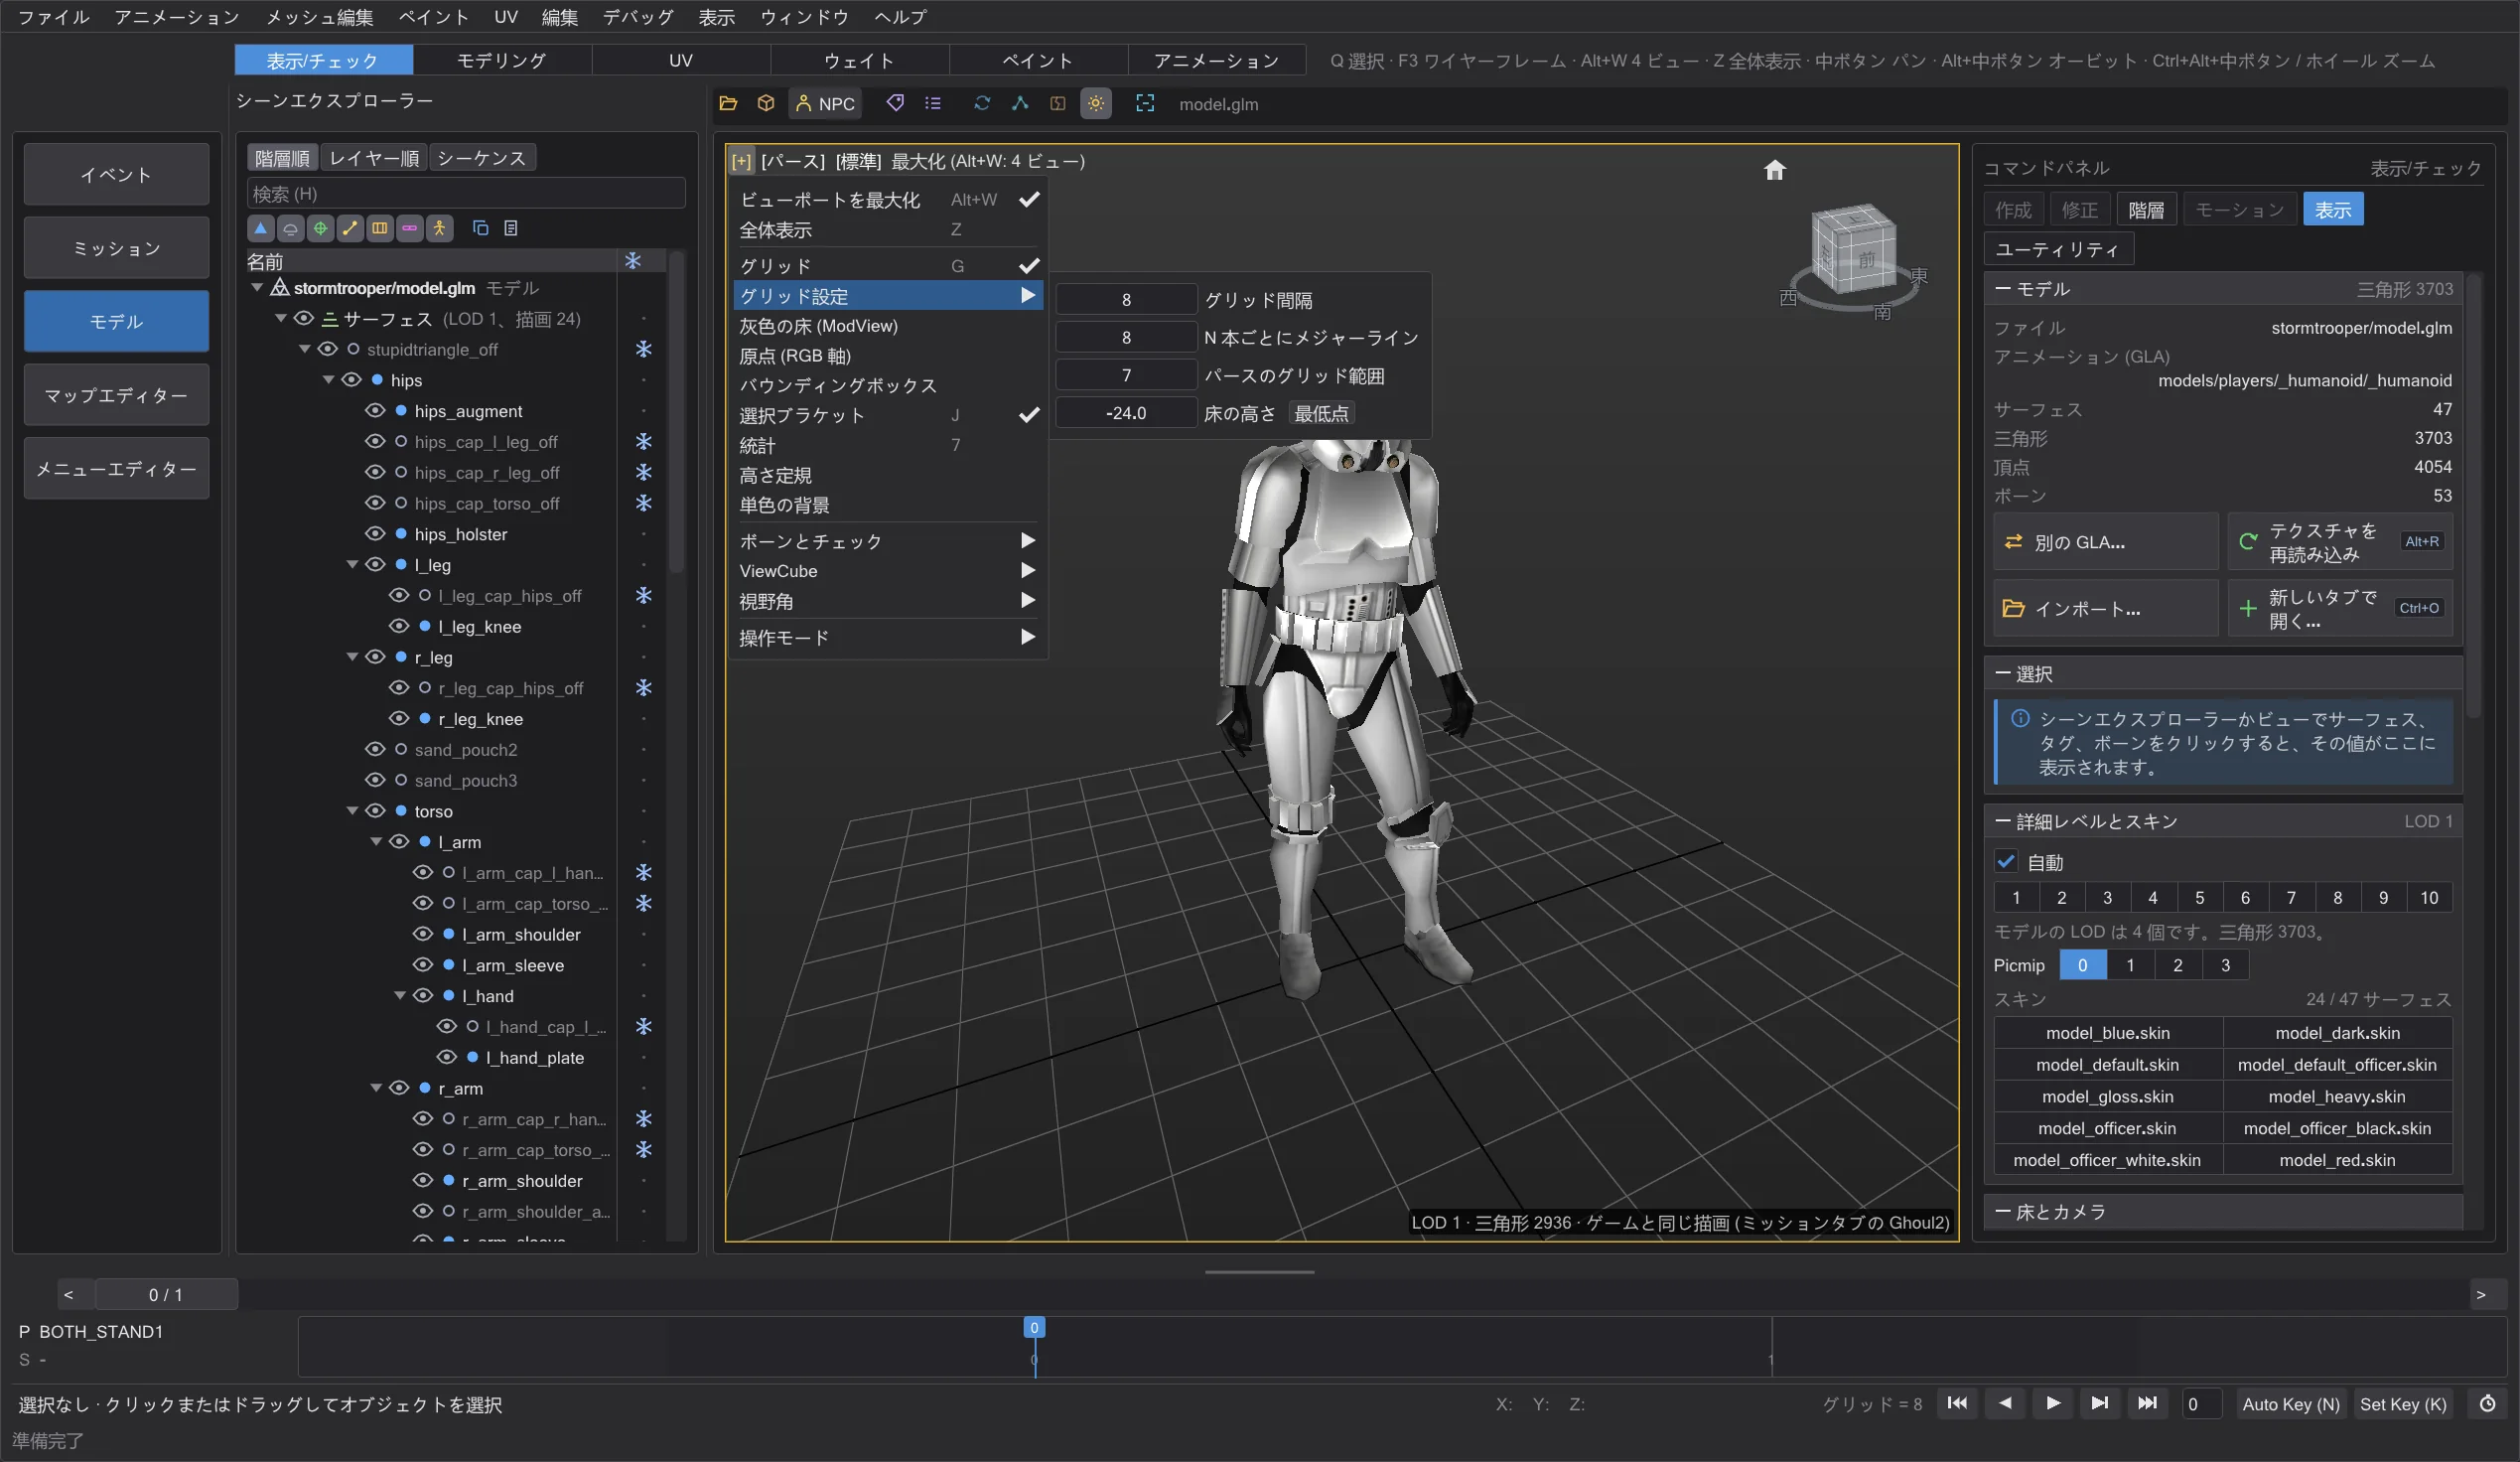 ファイル アニメーション メッシュ編集 ペイント UV 編集 デバッグ 表示 ウィンドウ ヘルプ
表示/チェック モデリング UV ウェイト ペイント アニメーション Q 選択 · F3 ワイヤーフレーム · Alt+W 4 ビュー · Z 全体表示 · 中ボタン パン · Alt+中ボタン オービット · Ctrl+Alt+中ボタン / ホイール ズーム
シーンエクスプローラー
NPC model.glm
イベント
ミッション
モデル
マップエディター
メニューエディター
階層順 レイヤー順 シーケンス
検索 (H)
名前
stormtrooper/model.glm モデル
サーフェス (LOD 1、描画 24)
stupidtriangle_off
hips
hips_augment
hips_cap_l_leg_off
hips_cap_r_leg_off
hips_cap_torso_off
hips_holster
l_leg
l_leg_cap_hips_off
l_leg_knee
r_leg
r_leg_cap_hips_off
r_leg_knee
sand_pouch2
sand_pouch3
torso
l_arm
l_arm_cap_l_han...
l_arm_cap_torso_...
l_arm_shoulder
l_arm_sleeve
l_hand
l_hand_cap_l_...
l_hand_plate
r_arm
r_arm_cap_r_han...
r_arm_cap_torso_...
r_arm_shoulder
r_arm_shoulder_a...
[+] [パース] [標準] 最大化 (Alt+W: 4 ビュー)
ビューポートを最大化 Alt+W
全体表示 Z
グリッド G
グリッド設定
灰色の床 (ModView)
原点 (RGB 軸)
バウンディングボックス
選択ブラケット J
統計 7
高さ定規
単色の背景
ボーンとチェック
ViewCube
視野角
操作モード
8 グリッド間隔
8 N 本ごとにメジャーライン
7 パースのグリッド範囲
-24.0 床の高さ 最低点
上
前
西
東
南
LOD 1 · 三角形 2936 · ゲームと同じ描画 (ミッションタブの Ghoul2)
コマンドパネル 表示/チェック
作成 修正 階層 モーション 表示
ユーティリティ
モデル 三角形 3703
ファイル stormtrooper/model.glm
アニメーション (GLA)
models/players/_humanoid/_humanoid
サーフェス 47
三角形 3703
頂点 4054
ボーン 53
別の GLA...
テクスチャを再読み込み Alt+R
インポート...
新しいタブで開く... Ctrl+O
選択
シーンエクスプローラーかビューでサーフェス、
タグ、ボーンをクリックすると、その値がここに
表示されます。
詳細レベルとスキン LOD 1
自動
1 2 3 4 5 6 7 8 9 10
モデルの LOD は 4 個です。三角形 3703。
Picmip 0 1 2 3
スキン 24 / 47 サーフェス
model_blue.skin model_dark.skin
model_default.skin model_default_officer.skin
model_gloss.skin model_heavy.skin
model_officer.skin model_officer_black.skin
model_officer_white.skin model_red.skin
床とカメラ
< 0 / 1 >
P BOTH_STAND1
S -
0
0
1
選択なし · クリックまたはドラッグしてオブジェクトを選択 X: Y: Z: グリッド = 8 0 Auto Key (N) Set Key (K)
準備完了